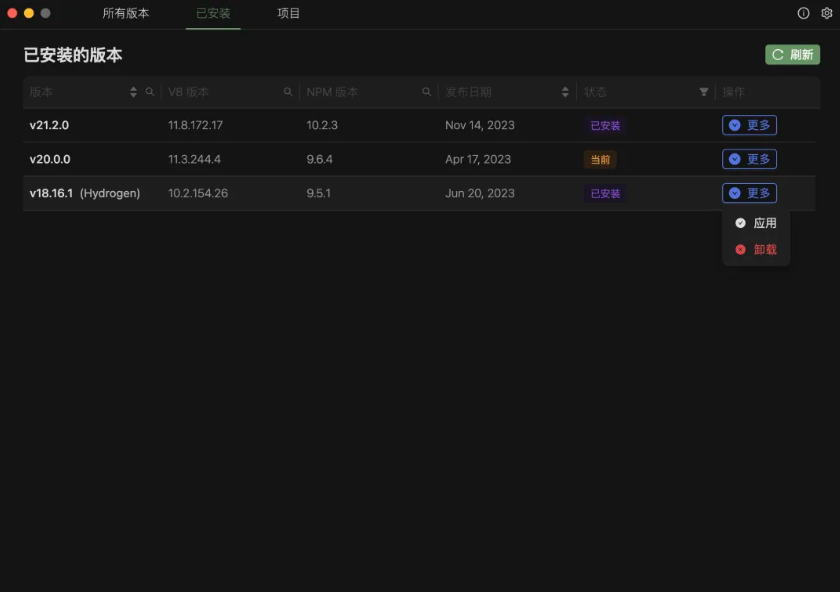 所有版本 已安装 项目
已安装的版本 刷新
版本 V8 版本 NPM 版本 发布日期 状态 操作
v21.2.0 11.8.172.17 10.2.3 Nov 14, 2023 已安装 更多
v20.0.0 11.3.244.4 9.6.4 Apr 17, 2023 当前 更多
v18.16.1 (Hydrogen) 10.2.154.26 9.5.1 Jun 20, 2023 已安装 更多
应用
卸载